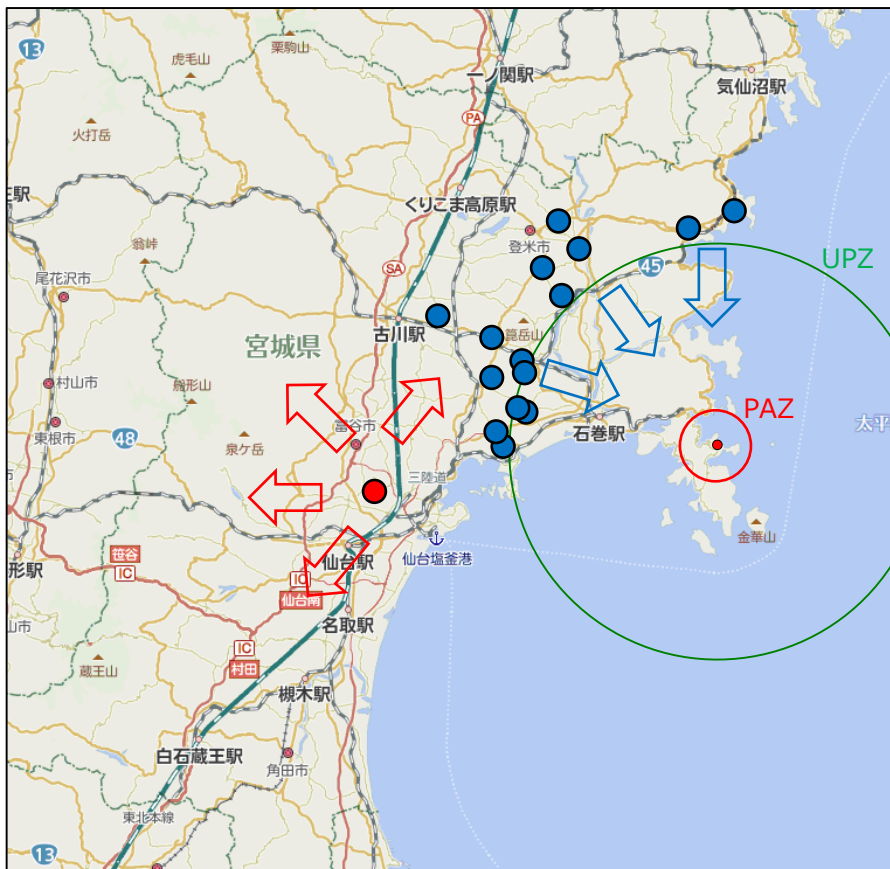 13
虎毛山
栗駒山
一ノ関駅
気仙沼駅
PA
火打岳
くりこま高原駅
王駅
登米市
翁峠
SA
45
UPZ
尾花沢市
古川駅
箆岳山
宮城県
村山市
船形山
PAZ
富谷市
石巻駅
太平
東根市
48
泉ケ岳
三陸道
金華山
仙台駅
仙台塩釜港
笹谷
IC
形駅
IC
仙台南
名取駅
山市
IC
蔵王山
村田
槻木駅
白石蔵王駅
角田市
東北本線
13